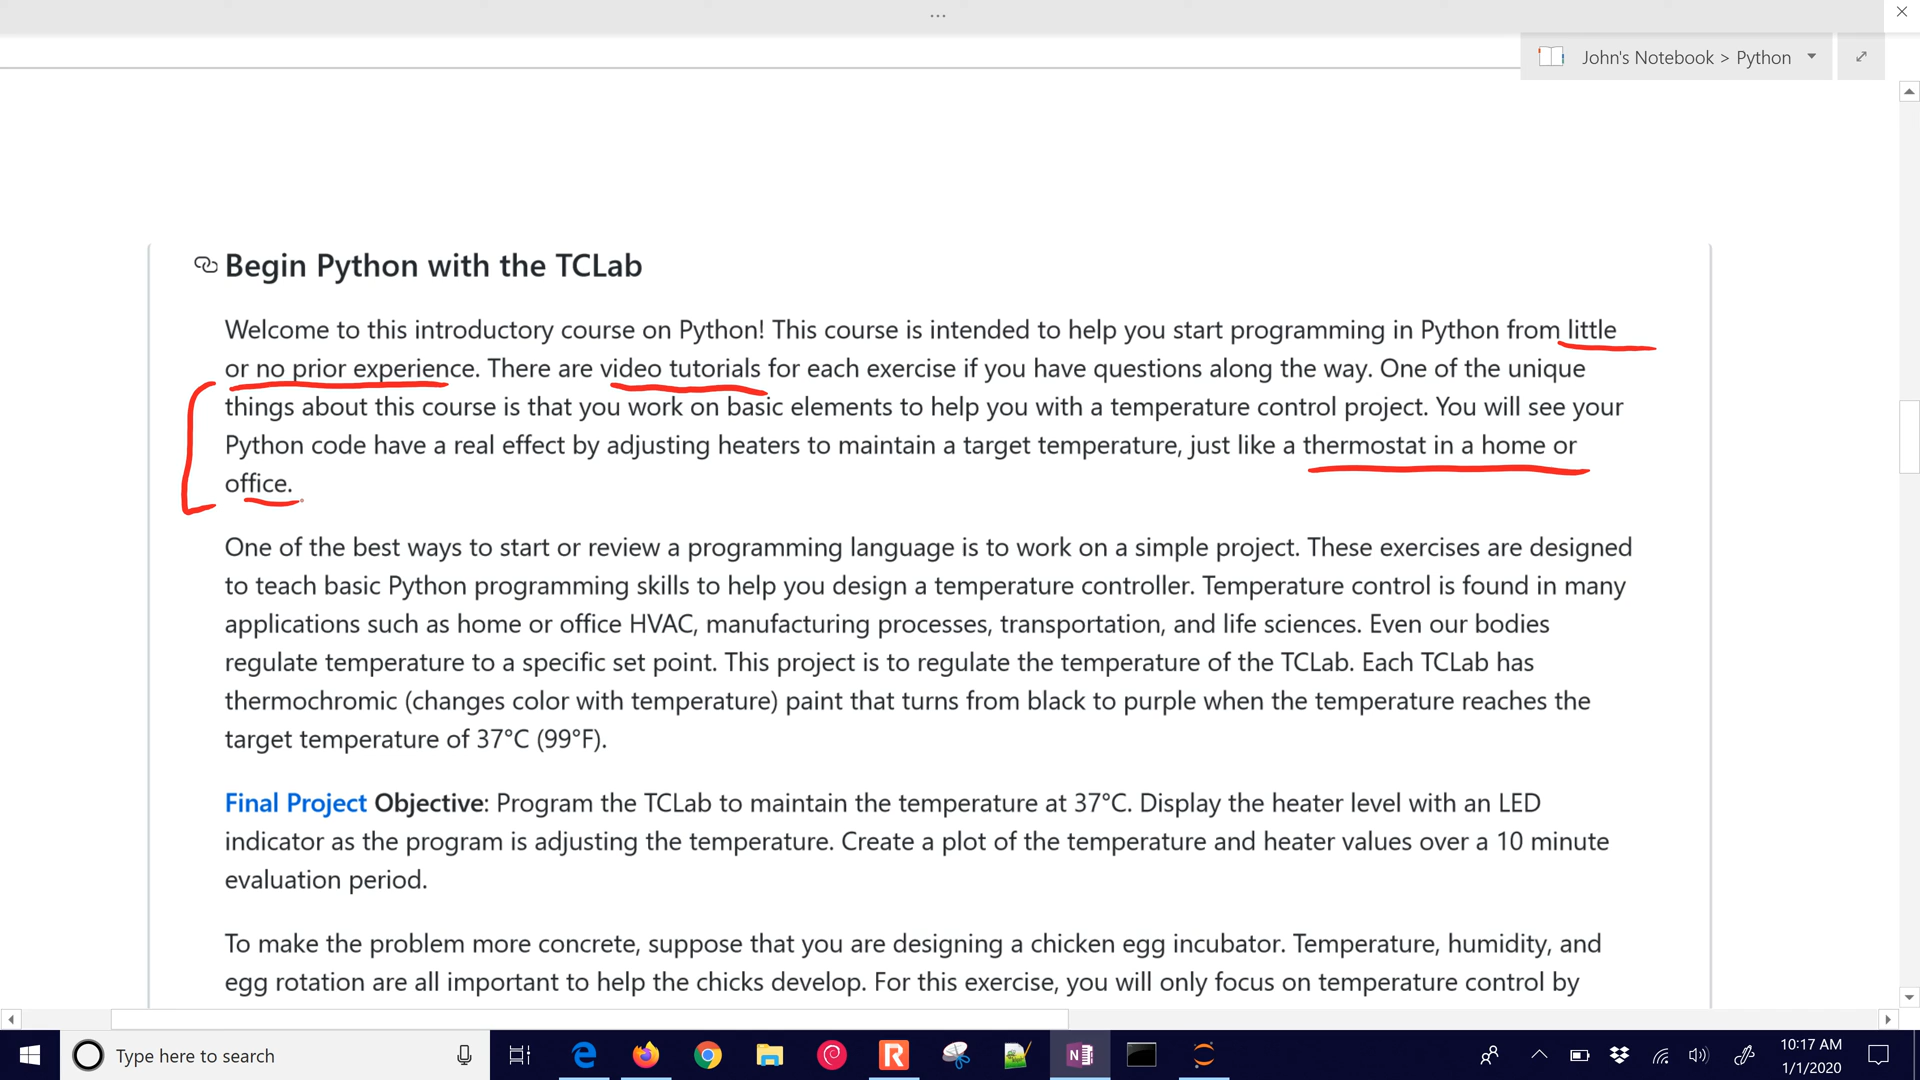 ...
John's Notebook > Python
Begin Python with the TCLab
Welcome to this introductory course on Python! This course is intended to help you start programming in Python from little
or no prior experience. There are video tutorials for each exercise if you have questions along the way. One of the unique
things about this course is that you work on basic elements to help you with a temperature control project. You will see your
Python code have a real effect by adjusting heaters to maintain a target temperature, just like a thermostat in a home or
office.
One of the best ways to start or review a programming language is to work on a simple project. These exercises are designed
to teach basic Python programming skills to help you design a temperature controller. Temperature control is found in many
applications such as home or office HVAC, manufacturing processes, transportation, and life sciences. Even our bodies
regulate temperature to a specific set point. This project is to regulate the temperature of the TCLab. Each TCLab has
thermochromic (changes color with temperature) paint that turns from black to purple when the temperature reaches the
target temperature of 37°C (99°F).
Final Project Objective: Program the TCLab to maintain the temperature at 37°C. Display the heater level with an LED
indicator as the program is adjusting the temperature. Create a plot of the temperature and heater values over a 10 minute
evaluation period.
To make the problem more concrete, suppose that you are designing a chicken egg incubator. Temperature, humidity, and
egg rotation are all important to help the chicks develop. For this exercise, you will only focus on temperature control by
Type here to search
R
N
10:17 AM
1/1/2020